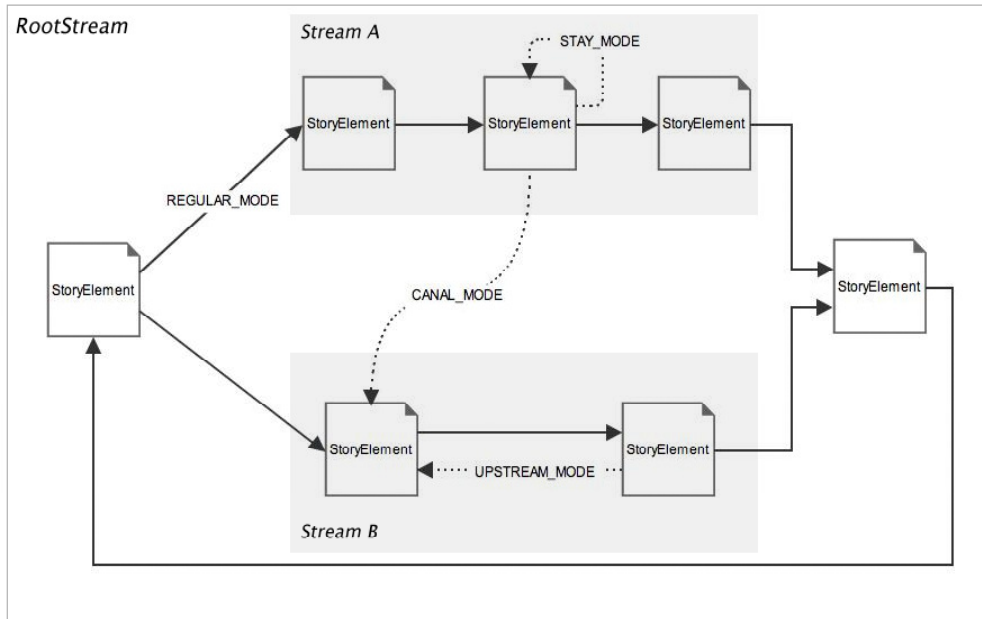 RootStream
Stream A
STAY_MODE
StoryElement
StoryElement
StoryElement
REGULAR_MODE
StoryElement
StoryElement
CANAL_MODE
StoryElement
StoryElement
UPSTREAM_MODE
Stream B